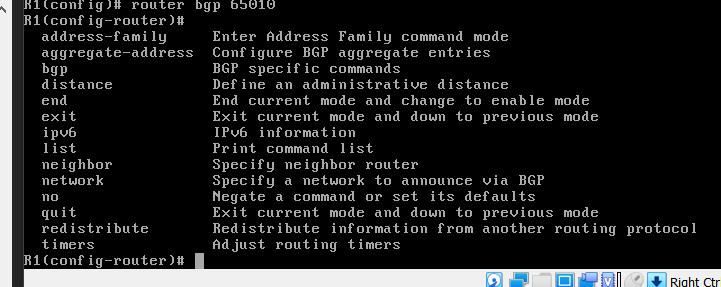 R1(config)# router bgp 65010
R1(config-router)#
address-family Enter Address Family command mode
aggregate-address Configure BGP aggregate entries
bgp BGP specific commands
distance Define an administrative distance
end End current mode and change to enable mode
exit Exit current mode and down to previous mode
ipv6 IPv6 information
list Print command list
neighbor Specify neighbor router
network Specify a network to announce via BGP
no Negate a command or set its defaults
quit Exit current mode and down to previous mode
redistribute Redistribute information from another routing protocol
timers Adjust routing timers
R1(config-router)#
Right Ctr